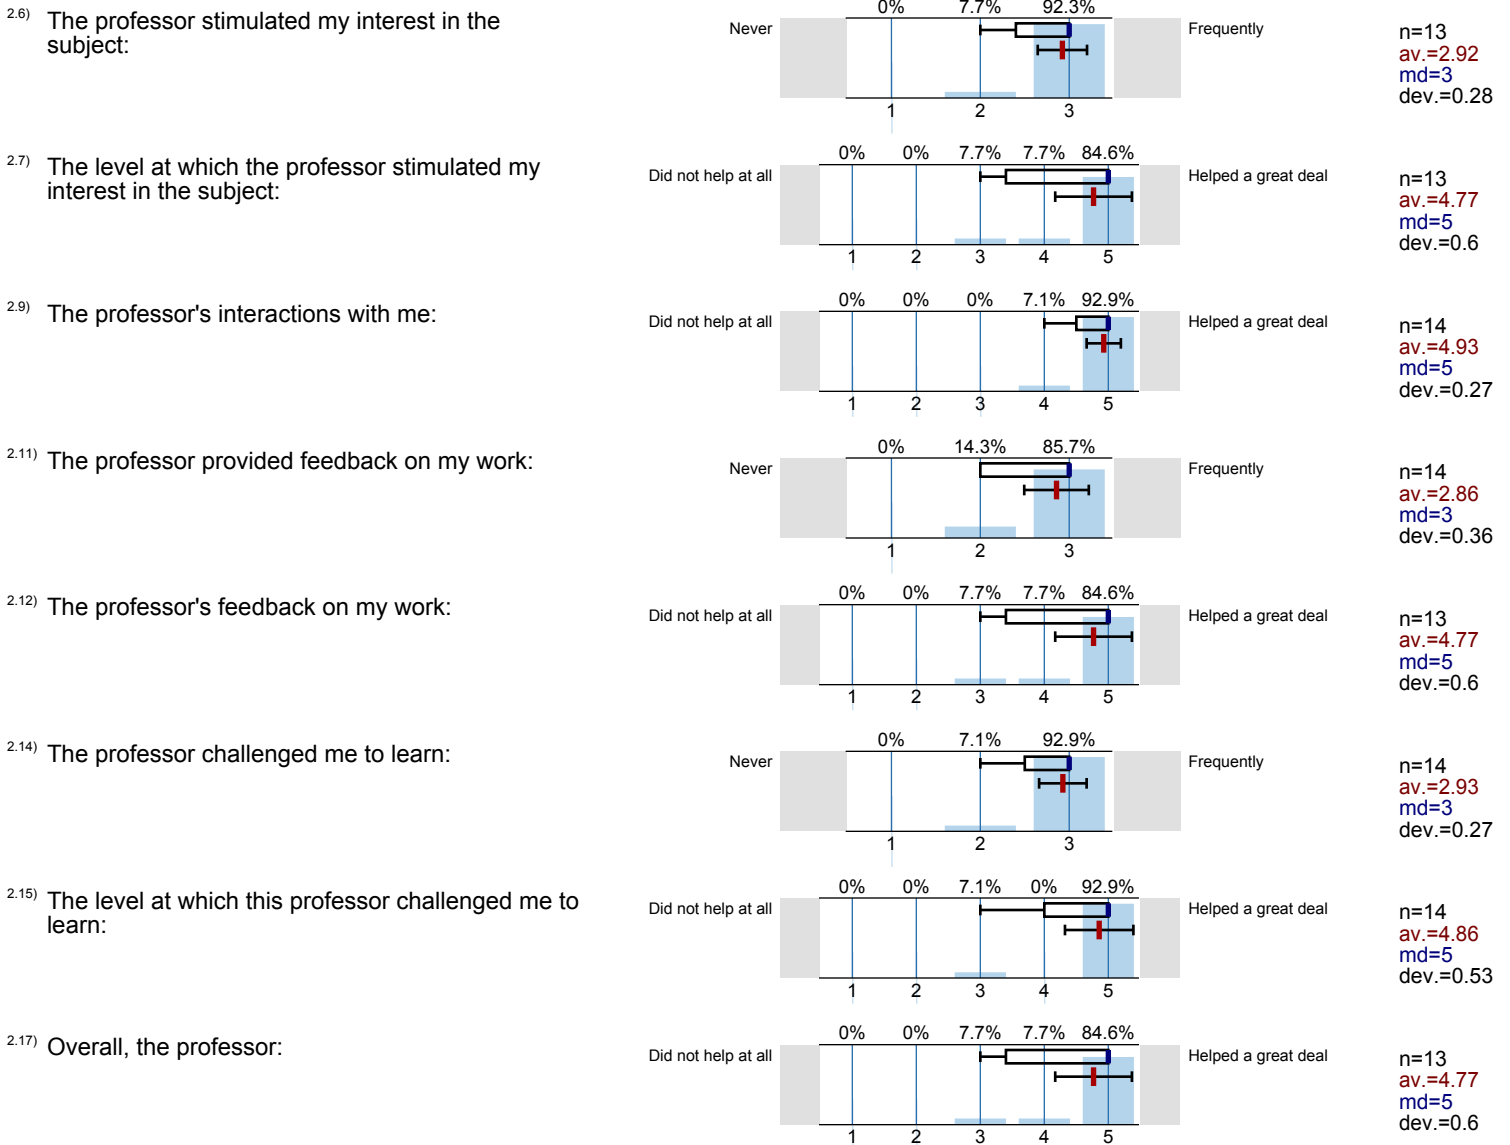 2.6) The professor stimulated my interest in the
subject:
0% 7.7% 92.3%
Never
Frequently
1 2 3
n=13
av.=2.92
md=3
dev.=0.28
2.7) The level at which the professor stimulated my
interest in the subject:
0% 0% 7.7% 7.7% 84.6%
Did not help at all
Helped a great deal
1 2 3 4 5
n=13
av.=4.77
md=5
dev.=0.6
2.9) The professor's interactions with me:
0% 0% 0% 7.1% 92.9%
Did not help at all
Helped a great deal
1 2 3 4 5
n=14
av.=4.93
md=5
dev.=0.27
2.11) The professor provided feedback on my work:
0% 14.3% 85.7%
Never
Frequently
1 2 3
n=14
av.=2.86
md=3
dev.=0.36
2.12) The professor's feedback on my work:
0% 0% 7.7% 7.7% 84.6%
Did not help at all
Helped a great deal
1 2 3 4 5
n=13
av.=4.77
md=5
dev.=0.6
2.14) The professor challenged me to learn:
0% 7.1% 92.9%
Never
Frequently
1 2 3
n=14
av.=2.93
md=3
dev.=0.27
2.15) The level at which this professor challenged me to
learn:
0% 0% 7.1% 0% 92.9%
Did not help at all
Helped a great deal
1 2 3 4 5
n=14
av.=4.86
md=5
dev.=0.53
2.17) Overall, the professor:
0% 0% 7.7% 7.7% 84.6%
Did not help at all
Helped a great deal
1 2 3 4 5
n=13
av.=4.77
md=5
dev.=0.6